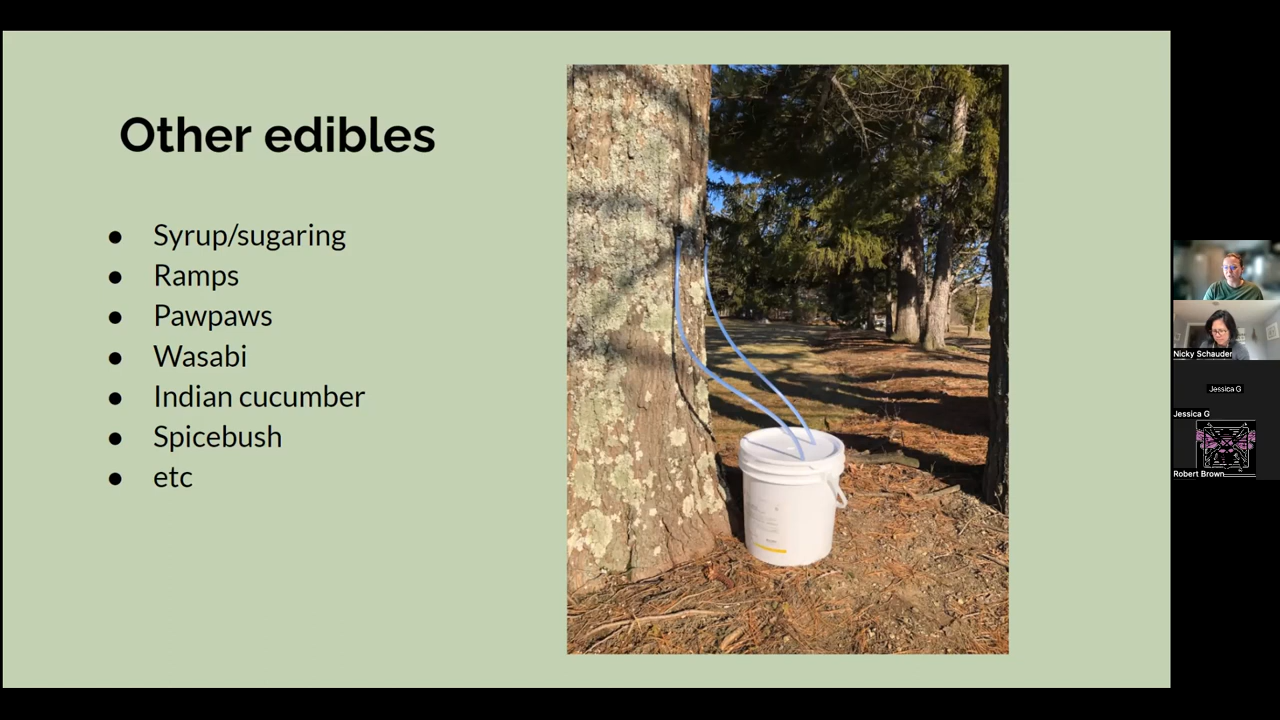 Other edibles
● Syrup/sugaring
● Ramps
● Pawpaws
● Wasabi
● Indian cucumber
● Spicebush
● etc
Nicky Schauder
Jessica G
Jessica G
Robert Brown